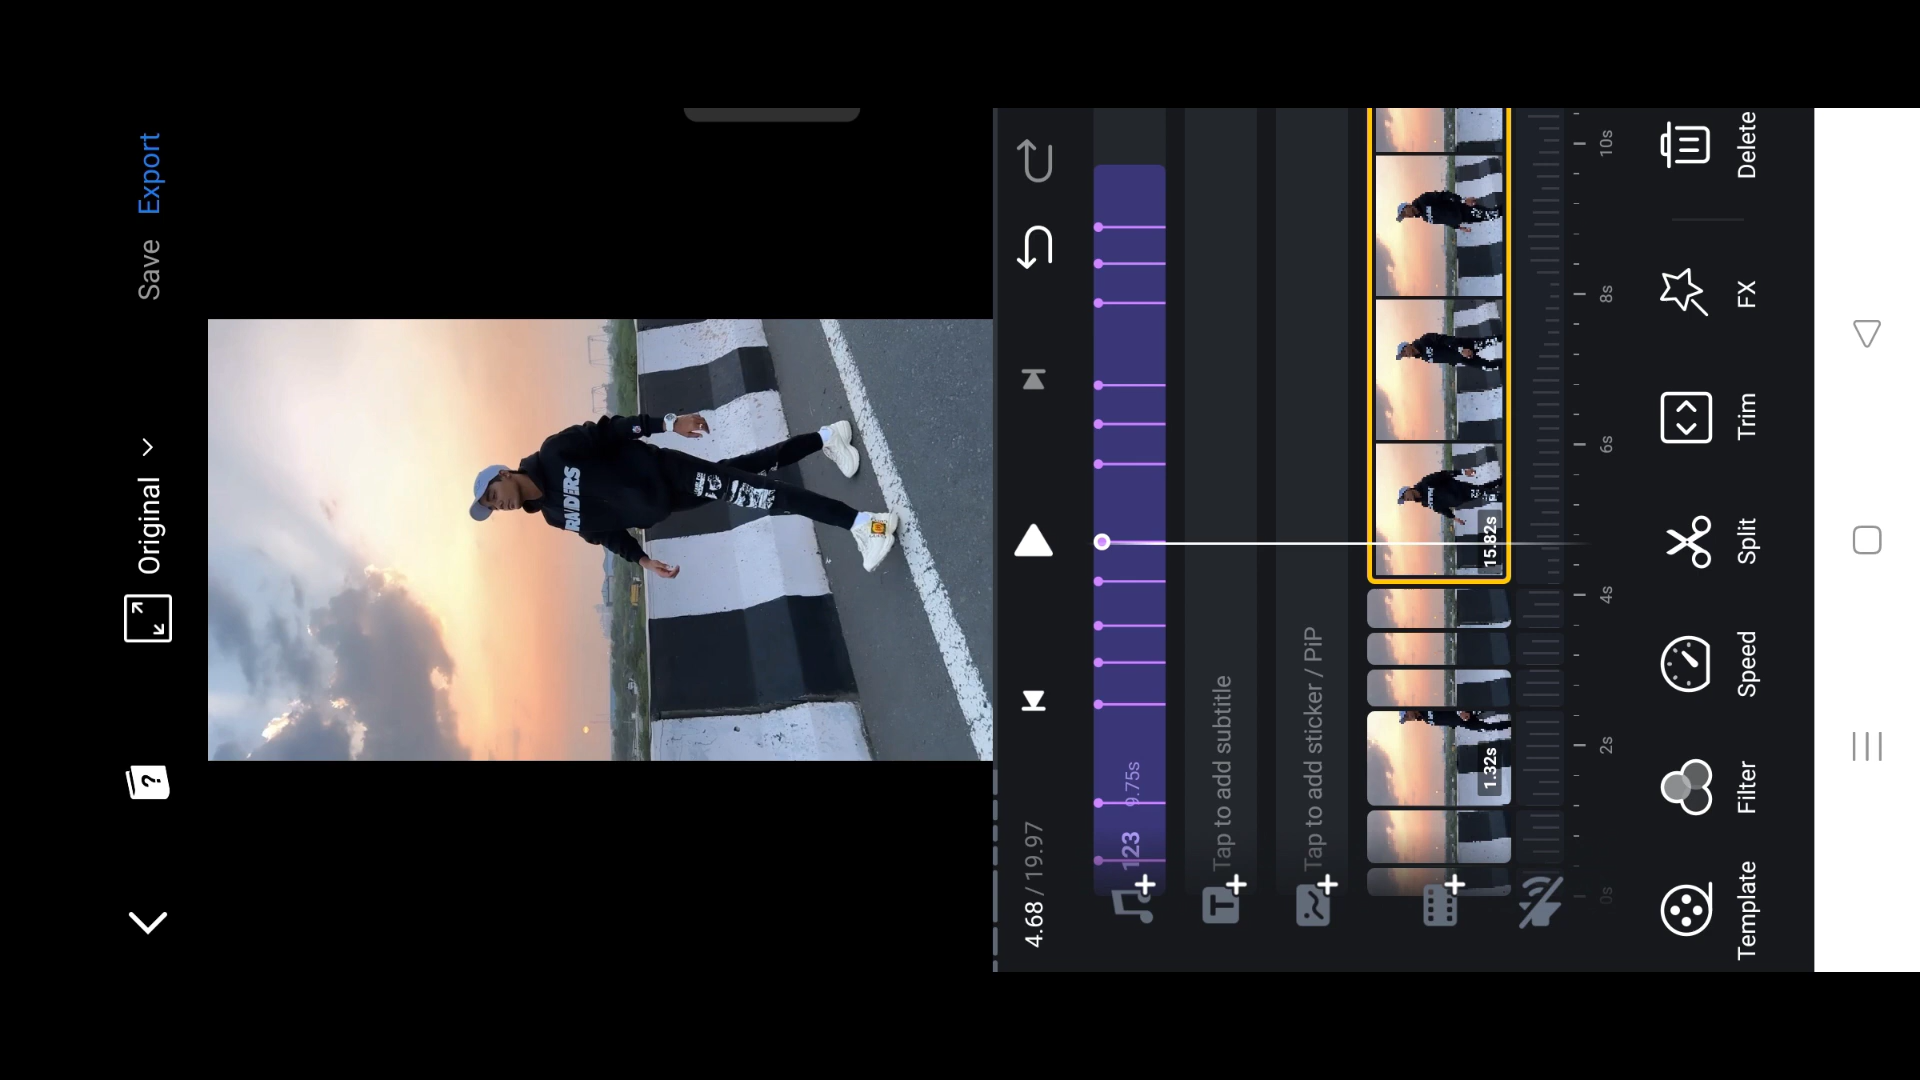 Original
Save
Export
RAIDERS
4.68 / 19.97
123
9.75s
Tap to add subtitle
Tap to add sticker / PiP
1.32s
15.82s
0s
2s
4s
6s
8s
10s
Template
Filter
Speed
Split
Trim
FX
Delete